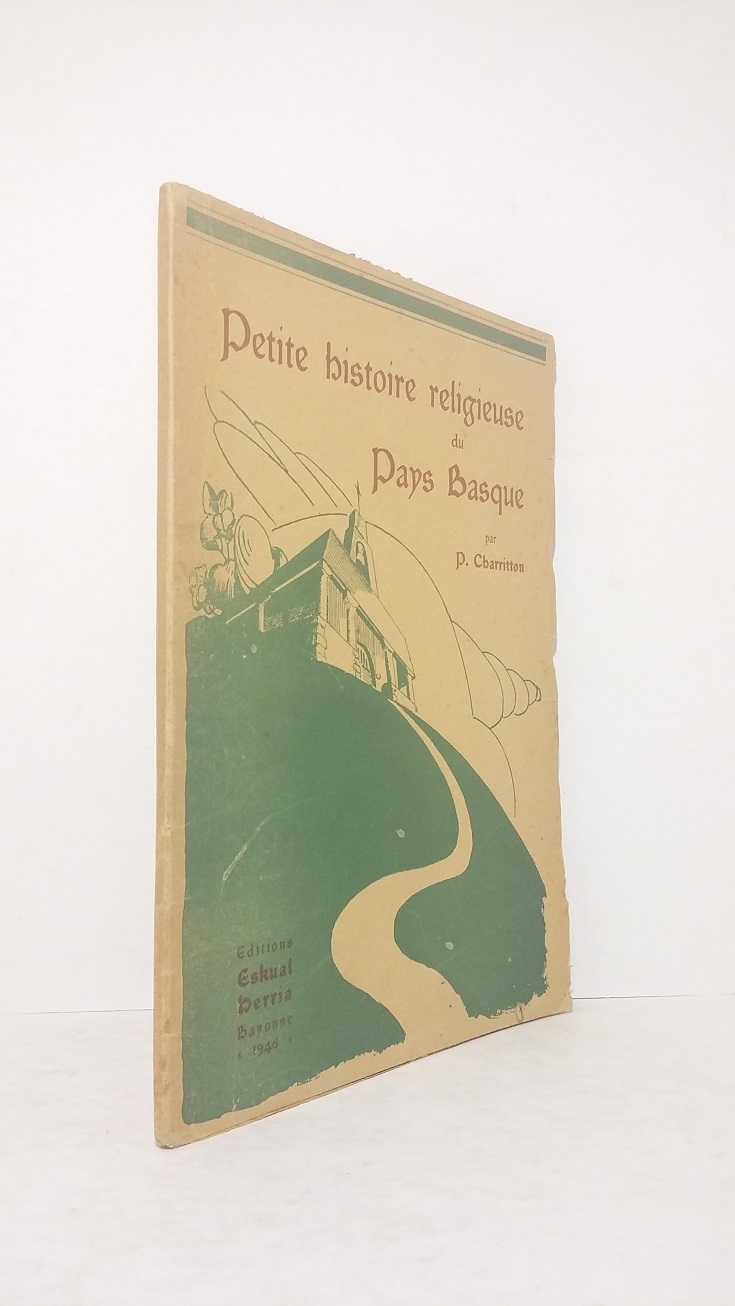 Petite histoire religieuse
du
Pays Basque
par
P. Charritton
Editions
Eskual
Herria
Bayonne
1946